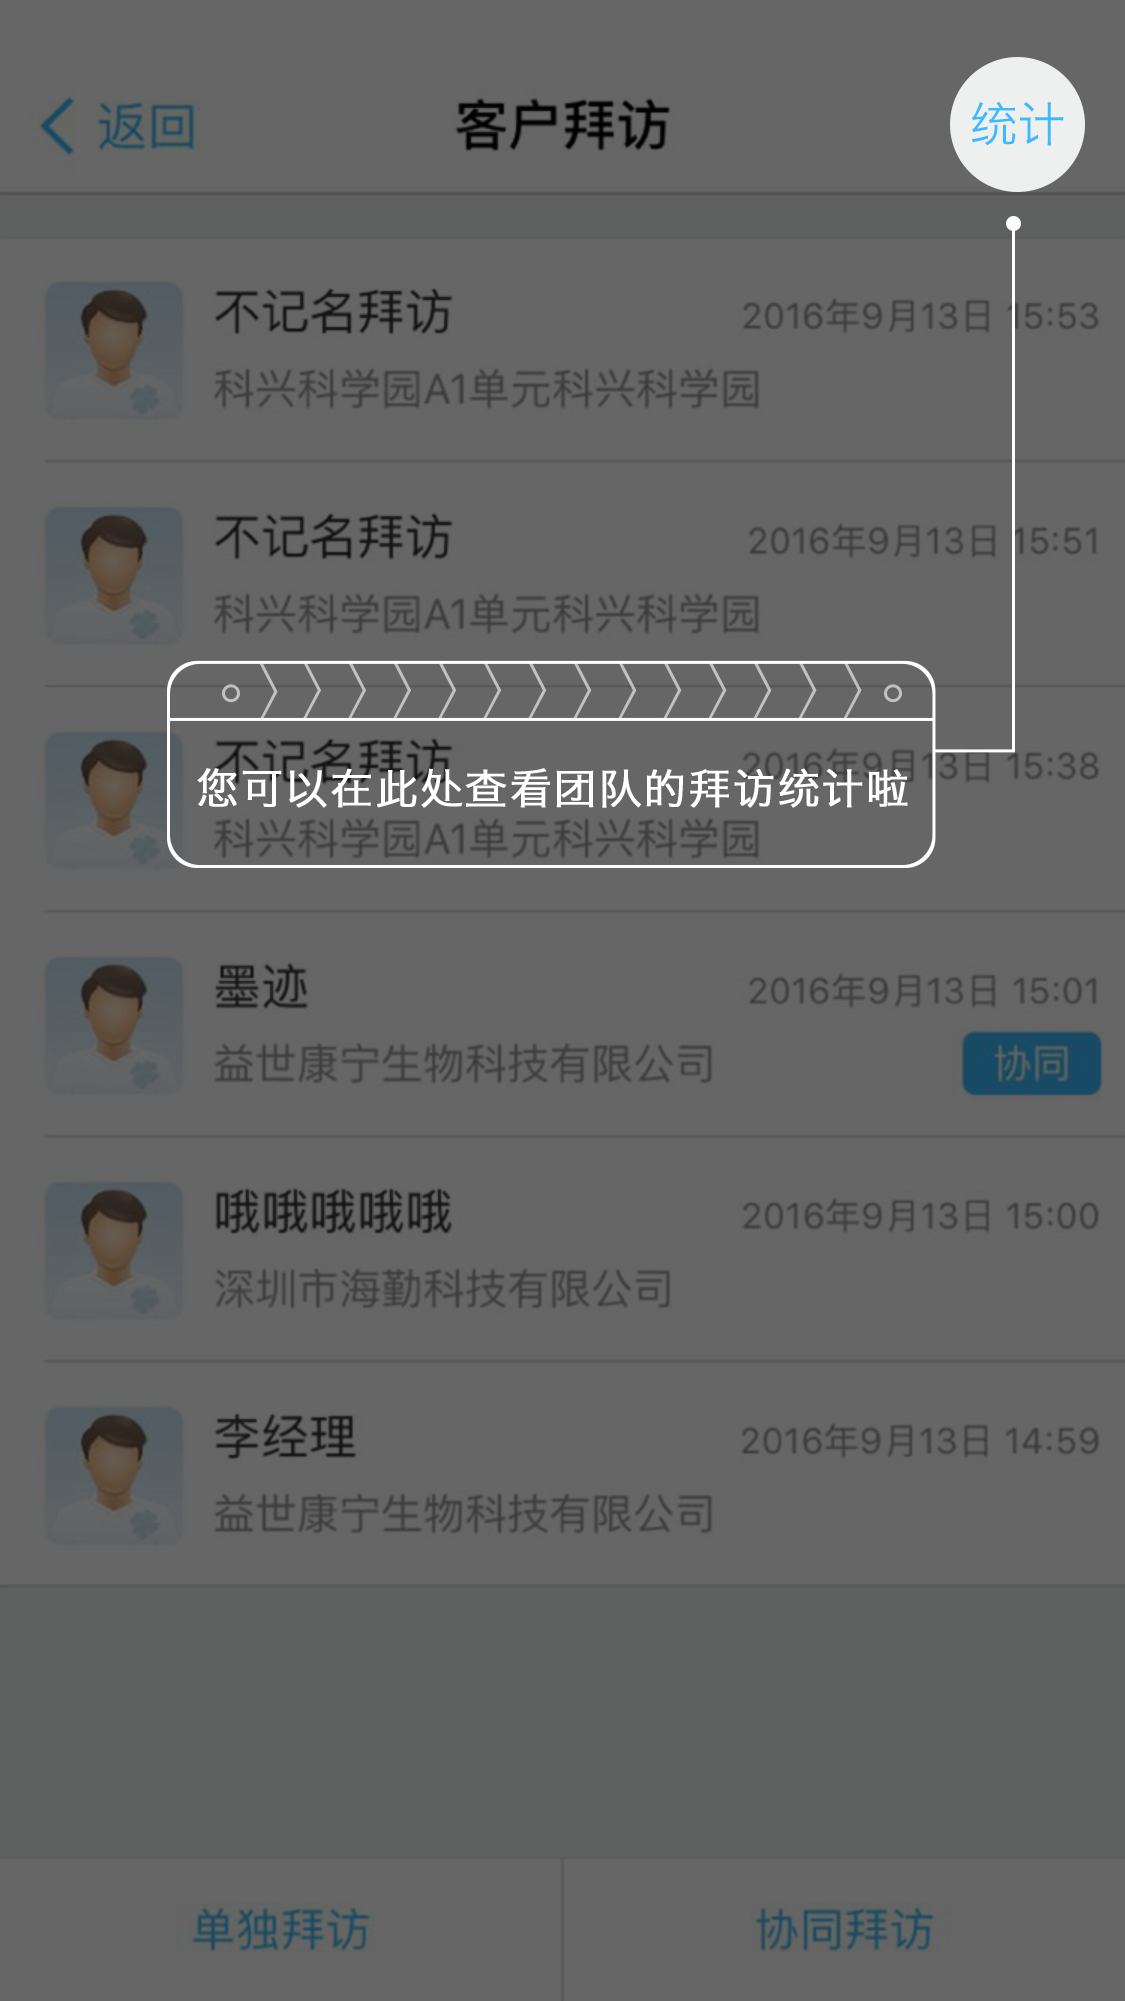 返回
客户拜访
统计
不记名拜访
2016年9月13日 15:53
科兴科学园A1单元科兴科学园
不记名拜访
2016年9月13日 15:51
科兴科学园A1单元科兴科学园
不记名拜访
2016年9月13日 15:38
您可以在此处查看团队的拜访统计啦
科兴科学园A1单元科兴科学园
墨迹
2016年9月13日 15:01
益世康宁生物科技有限公司
协同
哦哦哦哦哦
2016年9月13日 15:00
深圳市海勤科技有限公司
李经理
2016年9月13日 14:59
益世康宁生物科技有限公司
单独拜访
协同拜访